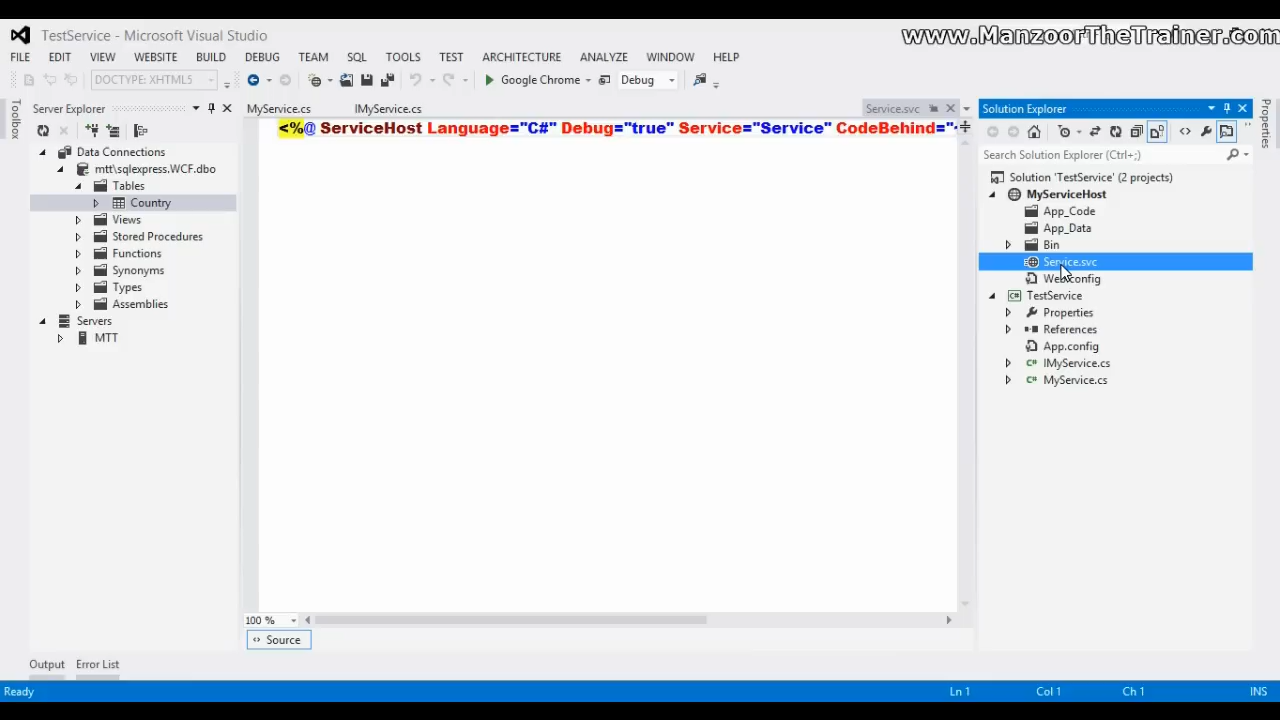 www.ManzoorTheTrainer.com
TestService - Microsoft Visual Studio
FILE EDIT VIEW WEBSITE BUILD DEBUG TEAM SQL TOOLS TEST ARCHITECTURE ANALYZE WINDOW HELP
DOCTYPE: XHTML5 Google Chrome Debug
Toolbox
Server Explorer
Data Connections
mtt\sqlexpress.WCF.dbo
Tables
Country
Views
Stored Procedures
Functions
Synonyms
Types
Assemblies
Servers
MTT
MyService.cs IMyService.cs Service.svc
<%@ ServiceHost Language="C#" Debug="true" Service="Service" CodeBehind="
100 %
Source
Solution Explorer
Search Solution Explorer (Ctrl+;)
Solution 'TestService' (2 projects)
MyServiceHost
App_Code
App_Data
Bin
Service.svc
Web.config
TestService
Properties
References
App.config
IMyService.cs
MyService.cs
Properties
Output Error List
Ready Ln 1 Col 1 Ch 1 INS